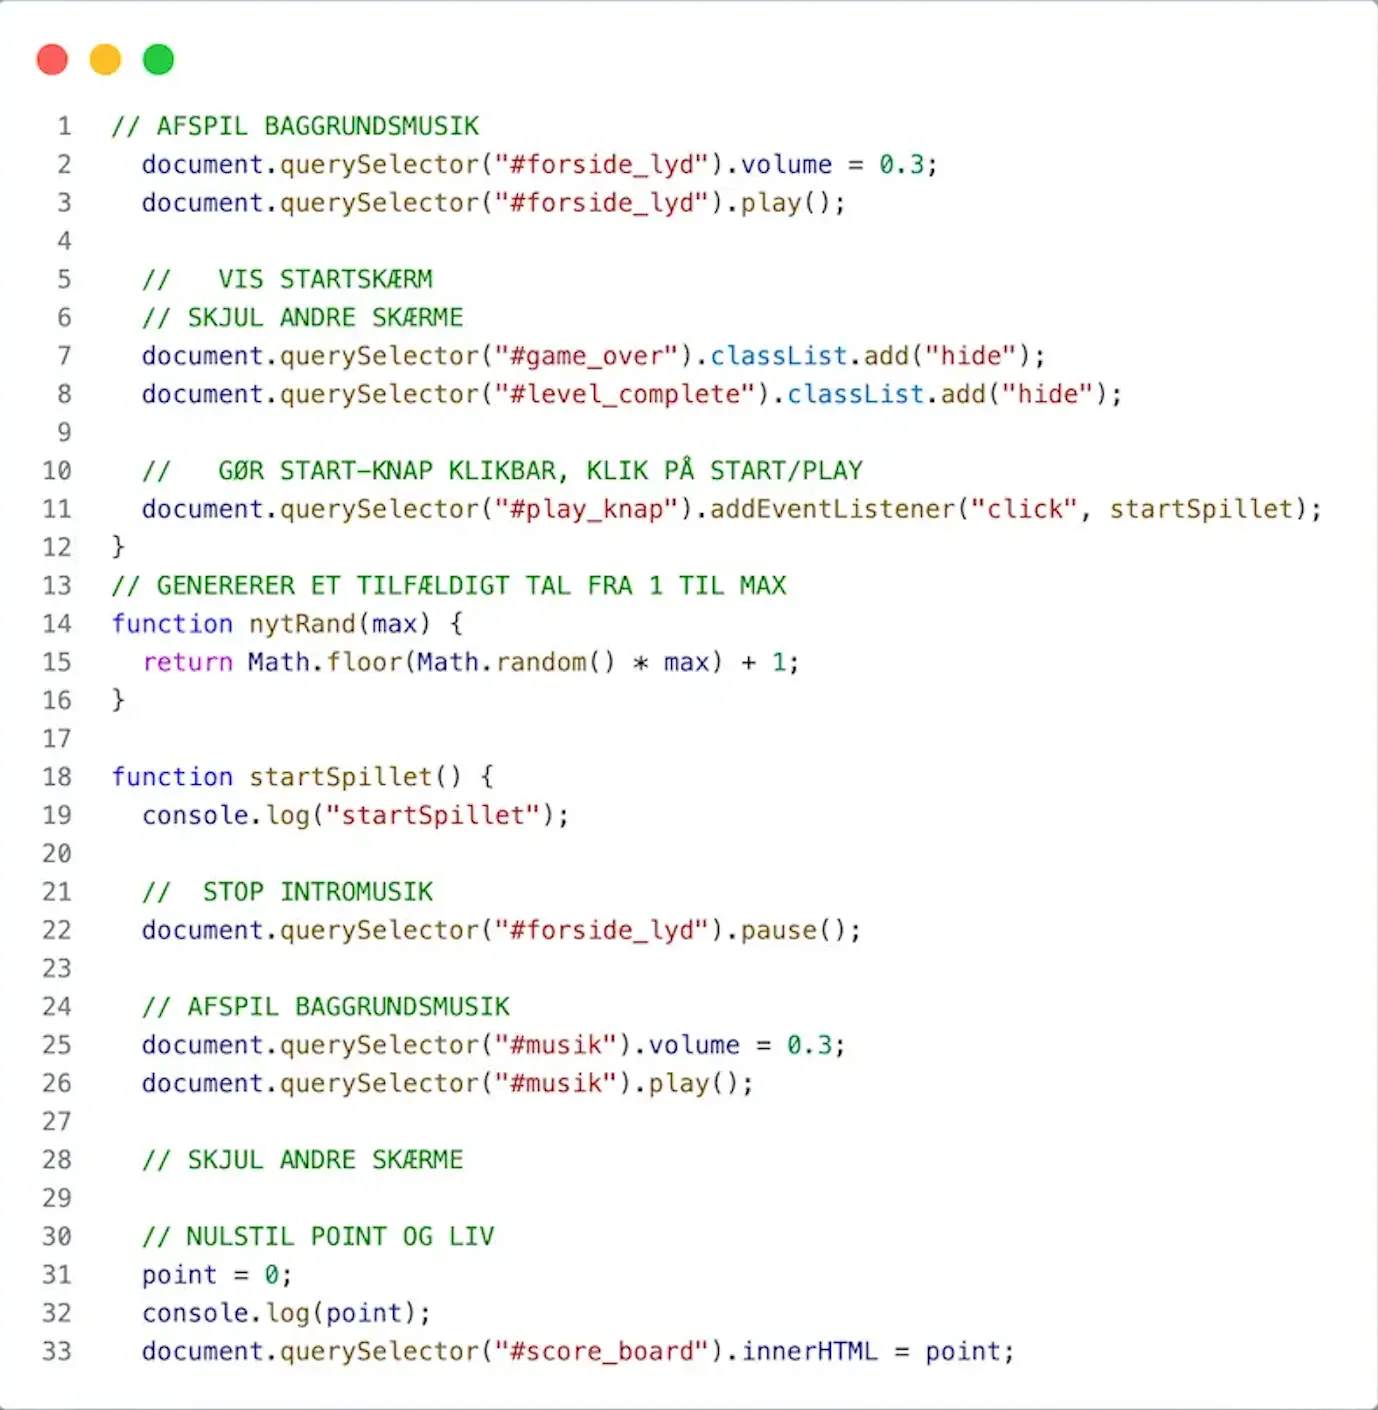 1 // AFSPIL BAGGRUNDSMUSIK
2 document.querySelector("#forside_lyd").volume = 0.3;
3 document.querySelector("#forside_lyd").play();
4
5 //   VIS STARTSKÆRM
6 // SKJUL ANDRE SKÆRME
7 document.querySelector("#game_over").classList.add("hide");
8 document.querySelector("#level_complete").classList.add("hide");
9
10 //   GØR START-KNAP KLIKBAR, KLIK PÅ START/PLAY
11 document.querySelector("#play_knap").addEventListener("click", startSpillet);
12 }
13 // GENERERER ET TILFÆLDIGT TAL FRA 1 TIL MAX
14 function nytRand(max) {
15 return Math.floor(Math.random() * max) + 1;
16 }
17
18 function startSpillet() {
19 console.log("startSpillet");
20
21 //  STOP INTROMUSIK
22 document.querySelector("#forside_lyd").pause();
23
24 // AFSPIL BAGGRUNDSMUSIK
25 document.querySelector("#musik").volume = 0.3;
26 document.querySelector("#musik").play();
27
28 // SKJUL ANDRE SKÆRME
29
30 // NULSTIL POINT OG LIV
31 point = 0;
32 console.log(point);
33 document.querySelector("#score_board").innerHTML = point;